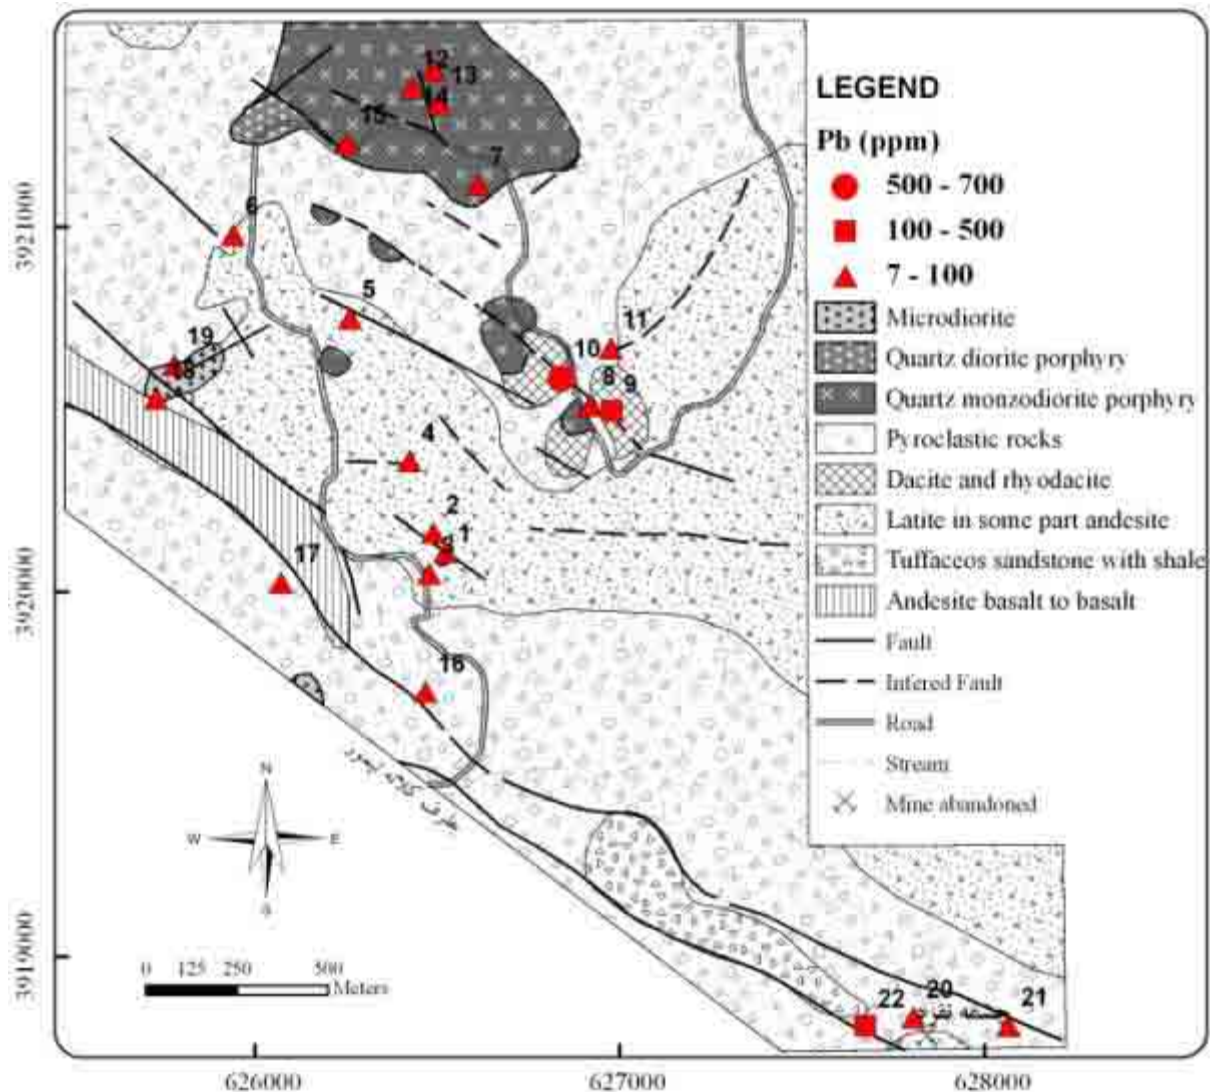 12
13
14
15
7
3921000
6
5
11
10
19
18
8
9
4
2
1
3
17
3920000
16
N
W
E
0 125 250 500
Meters
3919000
22
20
21
626000
627000
628000
LEGEND
Pb (ppm)
500 - 700
100 - 500
7 - 100
Microdiorite
Quartz diorite porphyry
Quartz monzodiorite porphyry
Pyroclastic rocks
Dacite and rhyodacite
Latite in some part andesite
Tuffaceos sandstone with shale
Andesite basalt to basalt
Fault
Infered Fault
Road
Stream
Mine abandoned